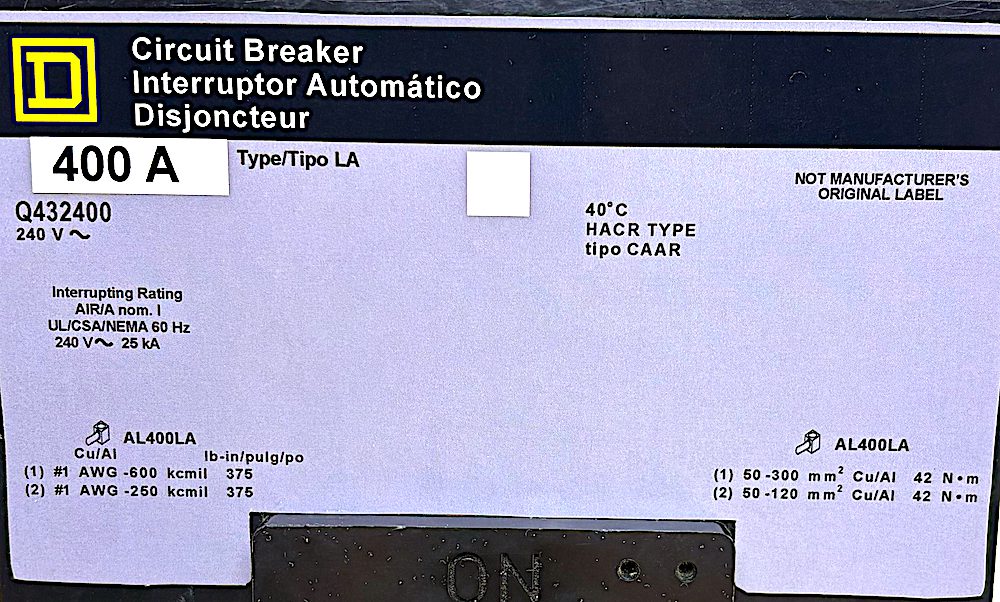 D
Circuit Breaker
Interruptor Automático
Disjoncteur
400 A
Type/Tipo LA
Q432400
240 V ~
40°C
HACR TYPE
tipo CAAR
NOT MANUFACTURER'S
ORIGINAL LABEL
Interrupting Rating
AIR/A nom. I
UL/CSA/NEMA 60 Hz
240 V~ 25 kA
AL400LA
Cu/Al lb-in/pulg/po
(1) #1 AWG -600 kcmil 375
(2) #1 AWG -250 kcmil 375
AL400LA
(1) 50 -300 mm² Cu/Al 42 N•m
(2) 50 -120 mm² Cu/Al 42 N•m
ON